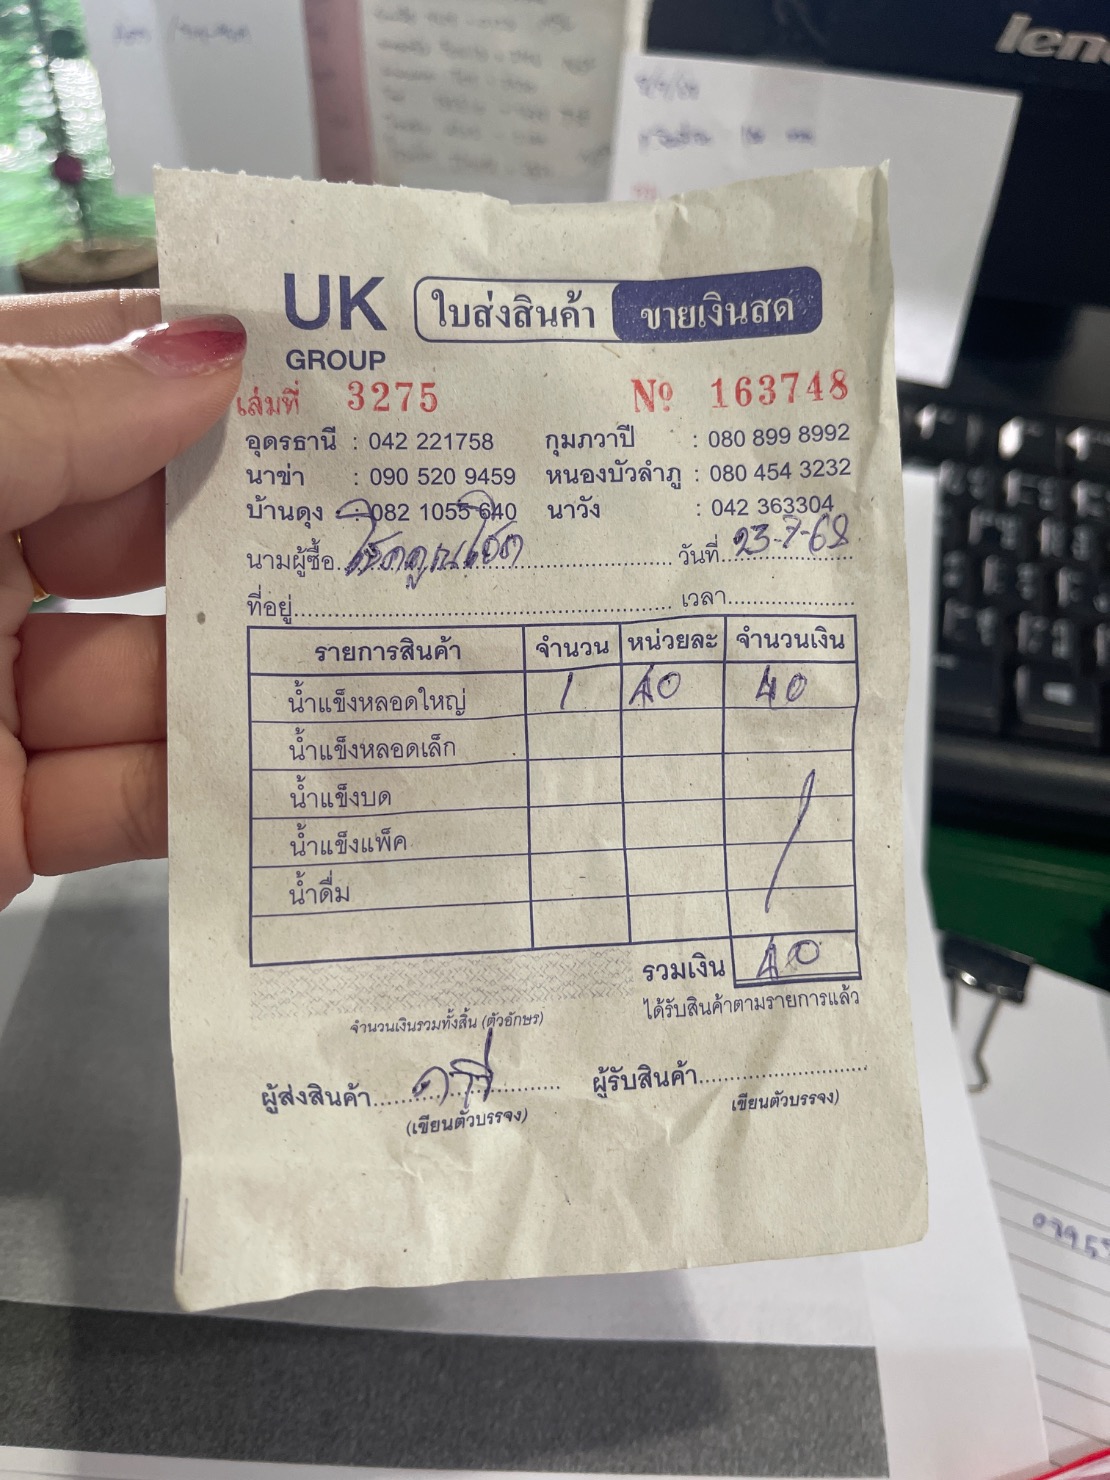 lenovo
UK GROUP ใบส่งสินค้า ขายเงินสด
เล่มที่ 3275 Nº 163748
อุดรธานี : 042 221758 กุมภวาปี : 080 899 8992
นาข่า : 090 520 9459 หนองบัวลำภู : 080 454 3232
บ้านดุง : 082 1055 640 นาวัง : 042 363304
นามผู้ซื้อ โชคคูณโชค วันที่ 23-7-68
ที่อยู่ เวลา
รายการสินค้า จำนวน หน่วยละ จำนวนเงิน
น้ำแข็งหลอดใหญ่ 1 40 40
น้ำแข็งหลอดเล็ก
น้ำแข็งบด
น้ำแข็งแพ็ค
น้ำดื่ม
รวมเงิน 40
ได้รับสินค้าตามรายการแล้ว
จำนวนเงินรวมทั้งสิ้น (ตัวอักษร)
ผู้ส่งสินค้า ผู้รับสินค้า
(เขียนตัวบรรจง) เขียนตัวบรรจง)